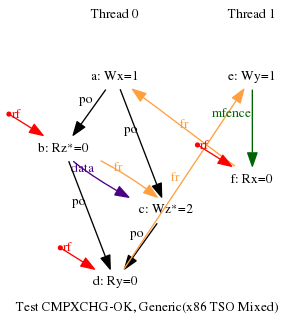 Thread 0 Thread 1
a: Wx=1 e: Wy=1
po
rf po fr mfence
rf
b: Rz*=0
data fr fr f: Rx=0
po c: Wz*=2
po
rf
d: Ry=0
Test CMPXCHG-OK, Generic(x86 TSO Mixed)